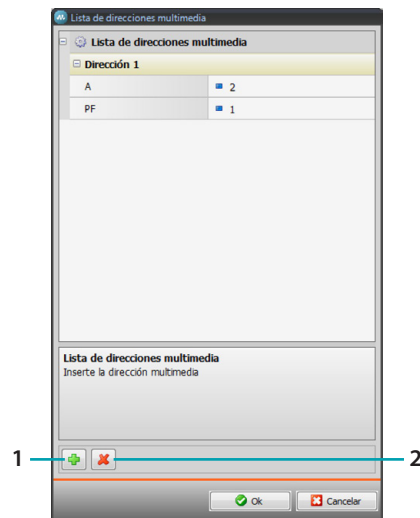 Lista de direcciones multimedia
Lista de direcciones multimedia
Dirección 1
A 2
PF 1
Lista de direcciones multimedia
Inserte la dirección multimedia
1 2
Ok Cancelar